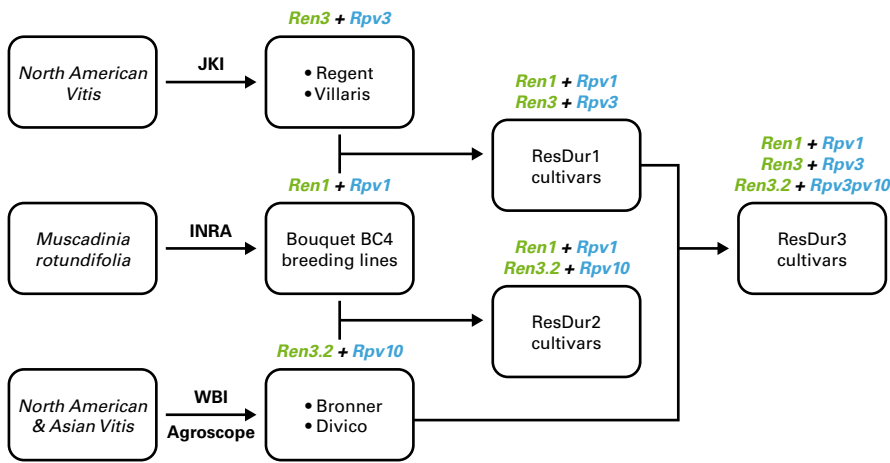 Ren3 + Rpv3
North American
Vitis
JKI
• Regent
• Villaris
Ren1 + Rpv1
Ren3 + Rpv3
ResDur1
cultivars
Ren1 + Rpv1
Ren3 + Rpv3
Ren3.2 + Rpv3pv10
ResDur3
cultivars
Ren1 + Rpv1
Muscadinia
rotundifolia
INRA
Bouquet BC4
breeding lines
Ren1 + Rpv1
Ren3.2 + Rpv10
ResDur2
cultivars
Ren3.2 + Rpv10
North American
& Asian Vitis
WBI
Agroscope
• Bronner
• Divico